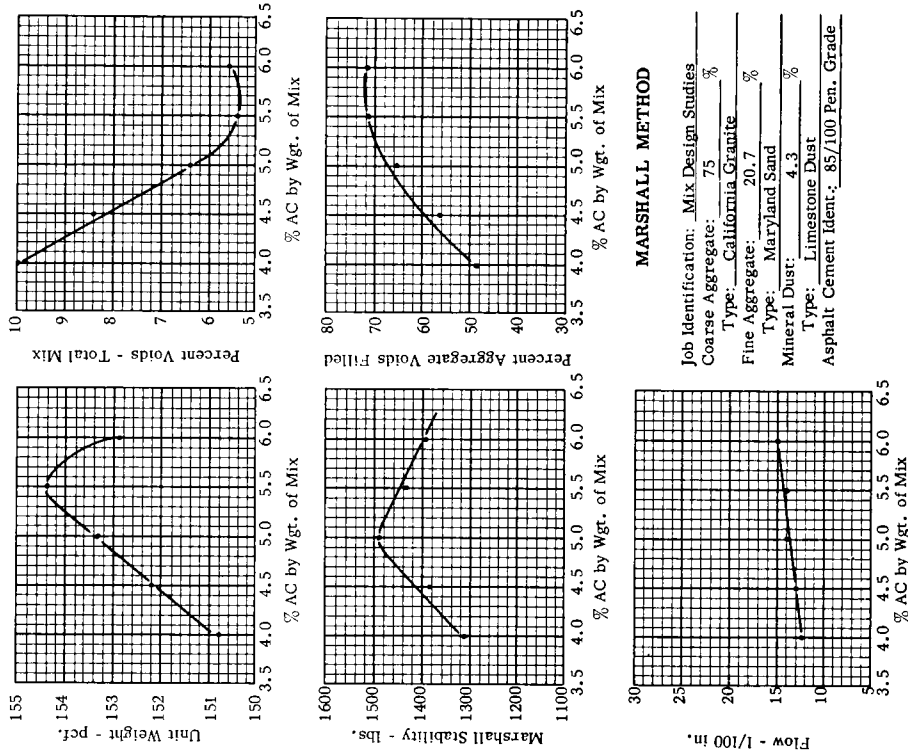 155
154
153
152
151
150
Unit Weight - pcf.
3.5 4.0 4.5 5.0 5.5 6.0 6.5
% AC by Wgt. of Mix
10
9
8
7
6
5
Percent Voids - Total Mix
3.5 4.0 4.5 5.0 5.5 6.0 6.5
% AC by Wgt. of Mix
1600
1500
1400
1300
1200
1100
Marshall Stability - lbs.
3.5 4.0 4.5 5.0 5.5 6.0 6.5
% AC by Wgt. of Mix
80
70
60
50
40
30
Percent Aggregate Voids Filled
3.5 4.0 4.5 5.0 5.5 6.0 6.5
% AC by Wgt. of Mix
30
25
20
15
10
5
Flow - 1/100 in.
3.5 4.0 4.5 5.0 5.5 6.0 6.5
% AC by Wgt. of Mix
MARSHALL METHOD
Job Identification: Mix Design Studies
Coarse Aggregate: 75 %
Type: California Granite
Fine Aggregate: 20.7 %
Type: Maryland Sand
Mineral Dust: 4.3 %
Type: Limestone Dust
Asphalt Cement Ident.: 85/100 Pen. Grade